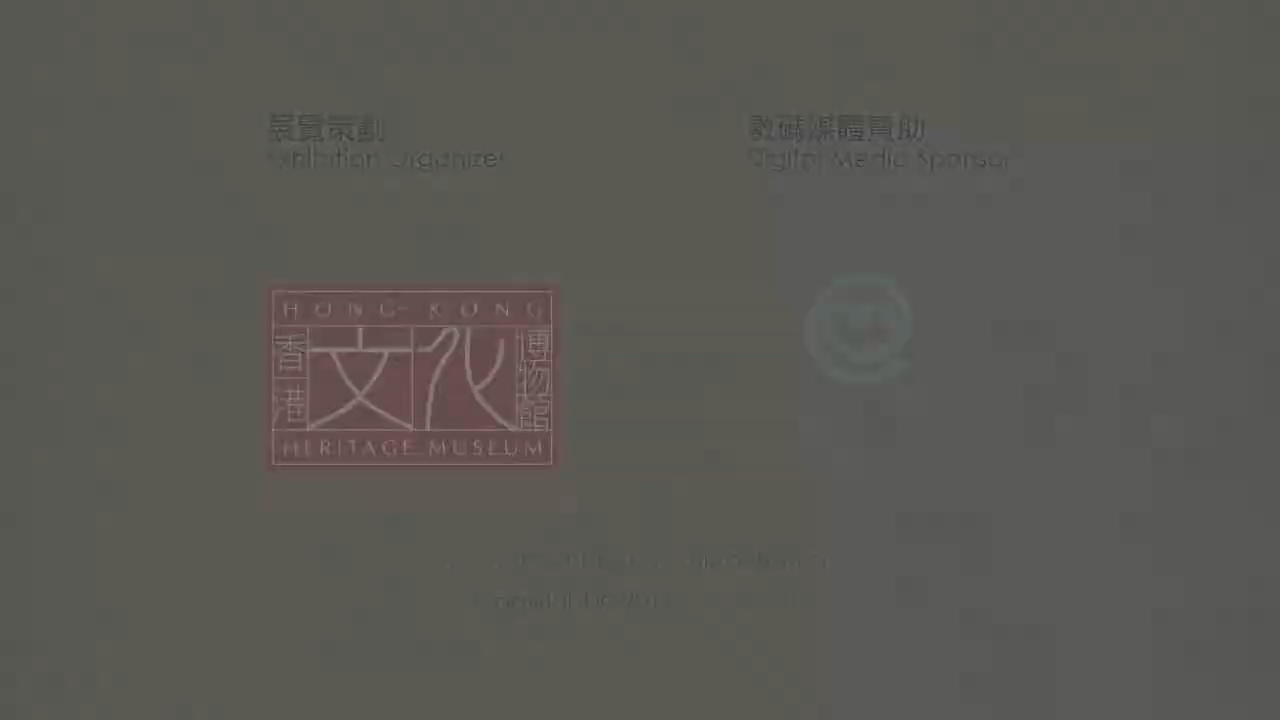 展覽策劃
Exhibition Organizer
數碼媒體贊助
Digital Media Sponsor
HONG KONG
香港
文化
博物館
HERITAGE MUSEUM